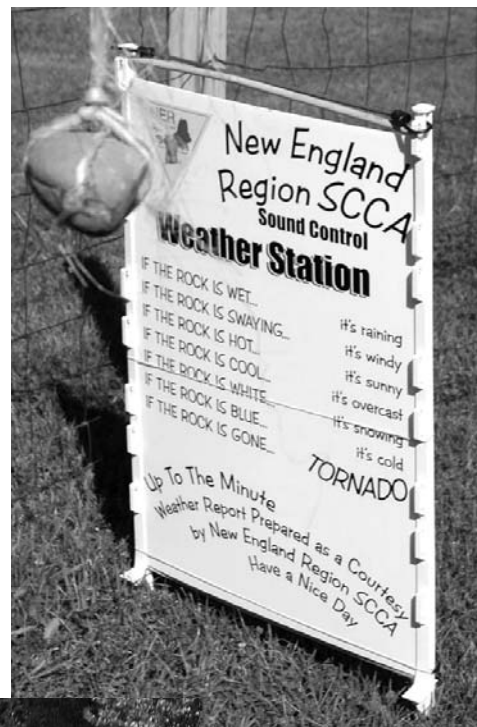 NER
New England
Region SCCA
Sound Control
Weather Station
IF THE ROCK IS WET... it's raining
IF THE ROCK IS SWAYING... it's windy
IF THE ROCK IS HOT... it's sunny
IF THE ROCK IS COOL... it's overcast
IF THE ROCK IS WHITE... it's snowing
IF THE ROCK IS BLUE... it's cold
IF THE ROCK IS GONE... TORNADO
Up To The Minute
Weather Report Prepared as a Courtesy
by New England Region SCCA
Have a Nice Day